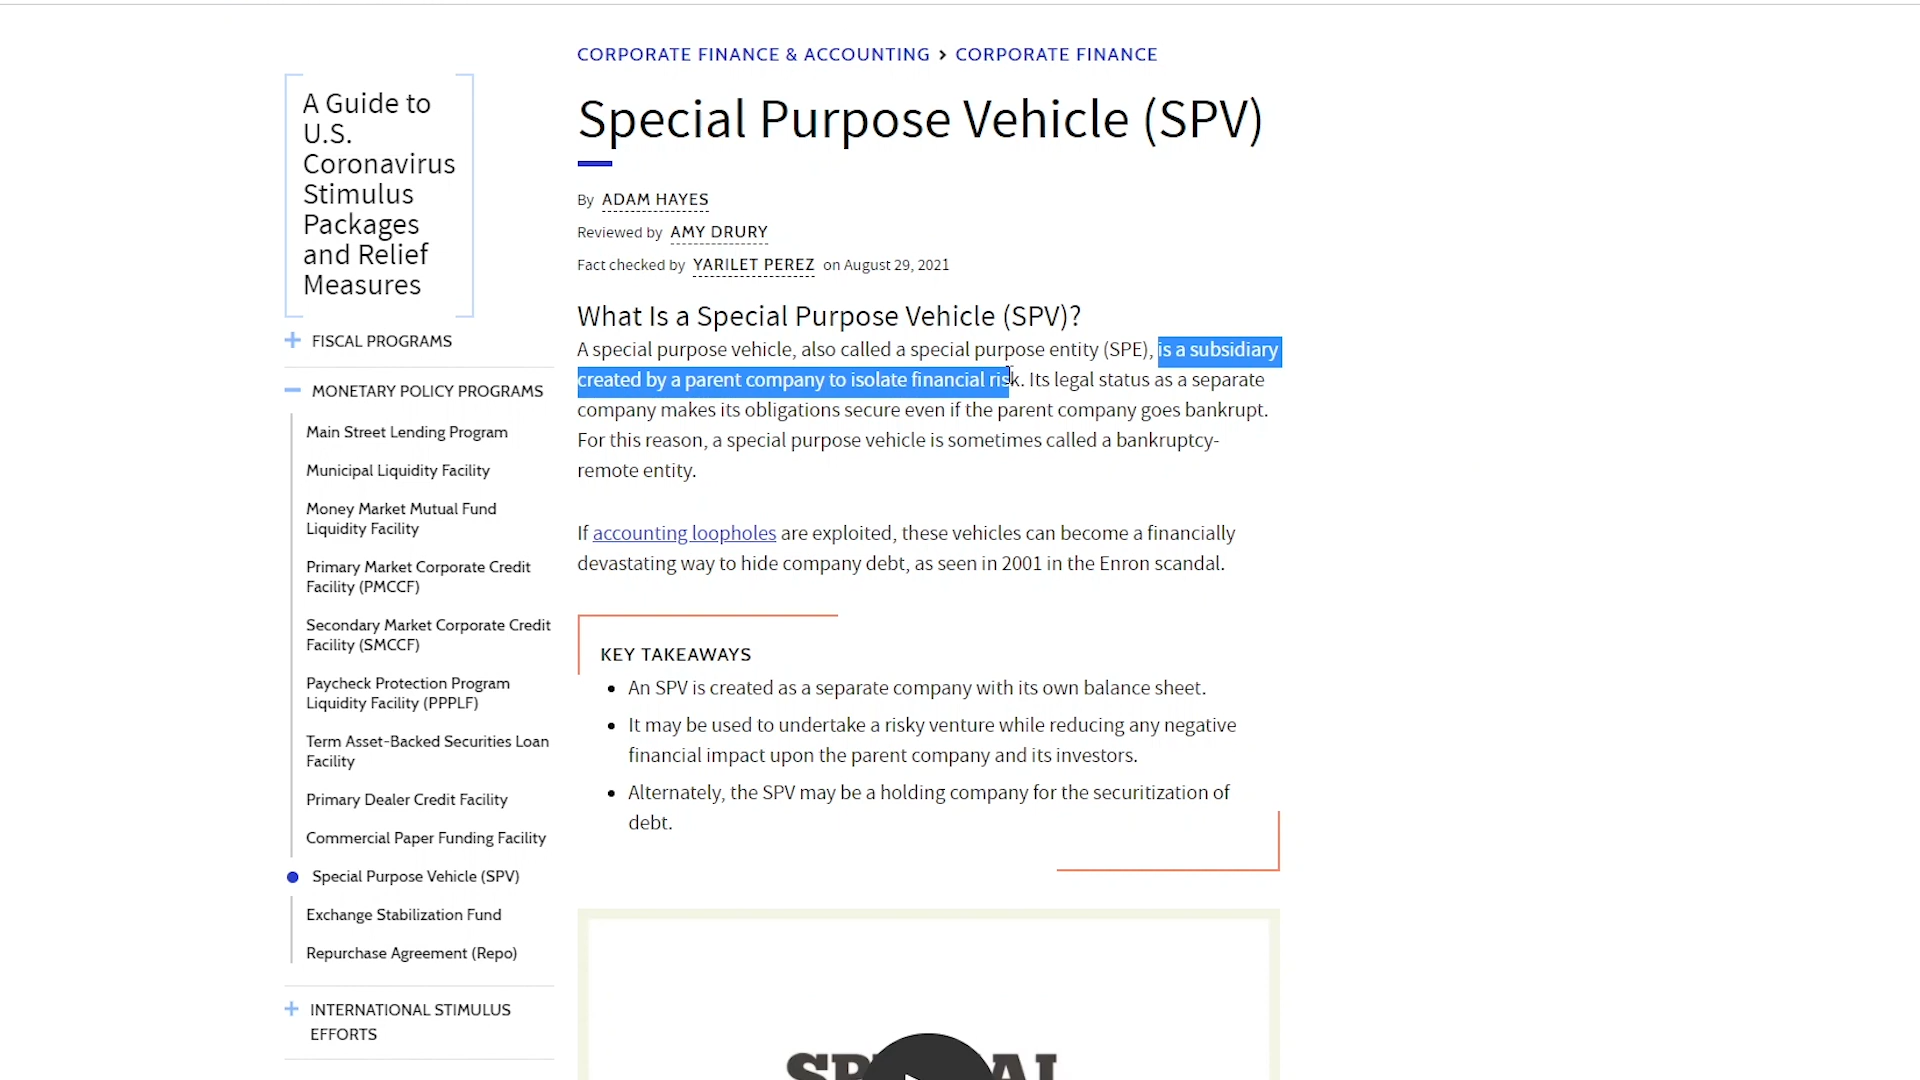 CORPORATE FINANCE & ACCOUNTING > CORPORATE FINANCE
A Guide to
U.S.
Coronavirus
Stimulus
Packages
and Relief
Measures
+ FISCAL PROGRAMS
− MONETARY POLICY PROGRAMS
Main Street Lending Program
Municipal Liquidity Facility
Money Market Mutual Fund
Liquidity Facility
Primary Market Corporate Credit
Facility (PMCCF)
Secondary Market Corporate Credit
Facility (SMCCF)
Paycheck Protection Program
Liquidity Facility (PPPLF)
Term Asset-Backed Securities Loan
Facility
Primary Dealer Credit Facility
Commercial Paper Funding Facility
Special Purpose Vehicle (SPV)
Exchange Stabilization Fund
Repurchase Agreement (Repo)
+ INTERNATIONAL STIMULUS
EFFORTS
Special Purpose Vehicle (SPV)
By ADAM HAYES
Reviewed by AMY DRURY
Fact checked by YARILET PEREZ on August 29, 2021
What Is a Special Purpose Vehicle (SPV)?
A special purpose vehicle, also called a special purpose entity (SPE), is a subsidiary
created by a parent company to isolate financial risk. Its legal status as a separate
company makes its obligations secure even if the parent company goes bankrupt.
For this reason, a special purpose vehicle is sometimes called a bankruptcy-
remote entity.
If accounting loopholes are exploited, these vehicles can become a financially
devastating way to hide company debt, as seen in 2001 in the Enron scandal.
KEY TAKEAWAYS
• An SPV is created as a separate company with its own balance sheet.
• It may be used to undertake a risky venture while reducing any negative
financial impact upon the parent company and its investors.
• Alternately, the SPV may be a holding company for the securitization of
debt.